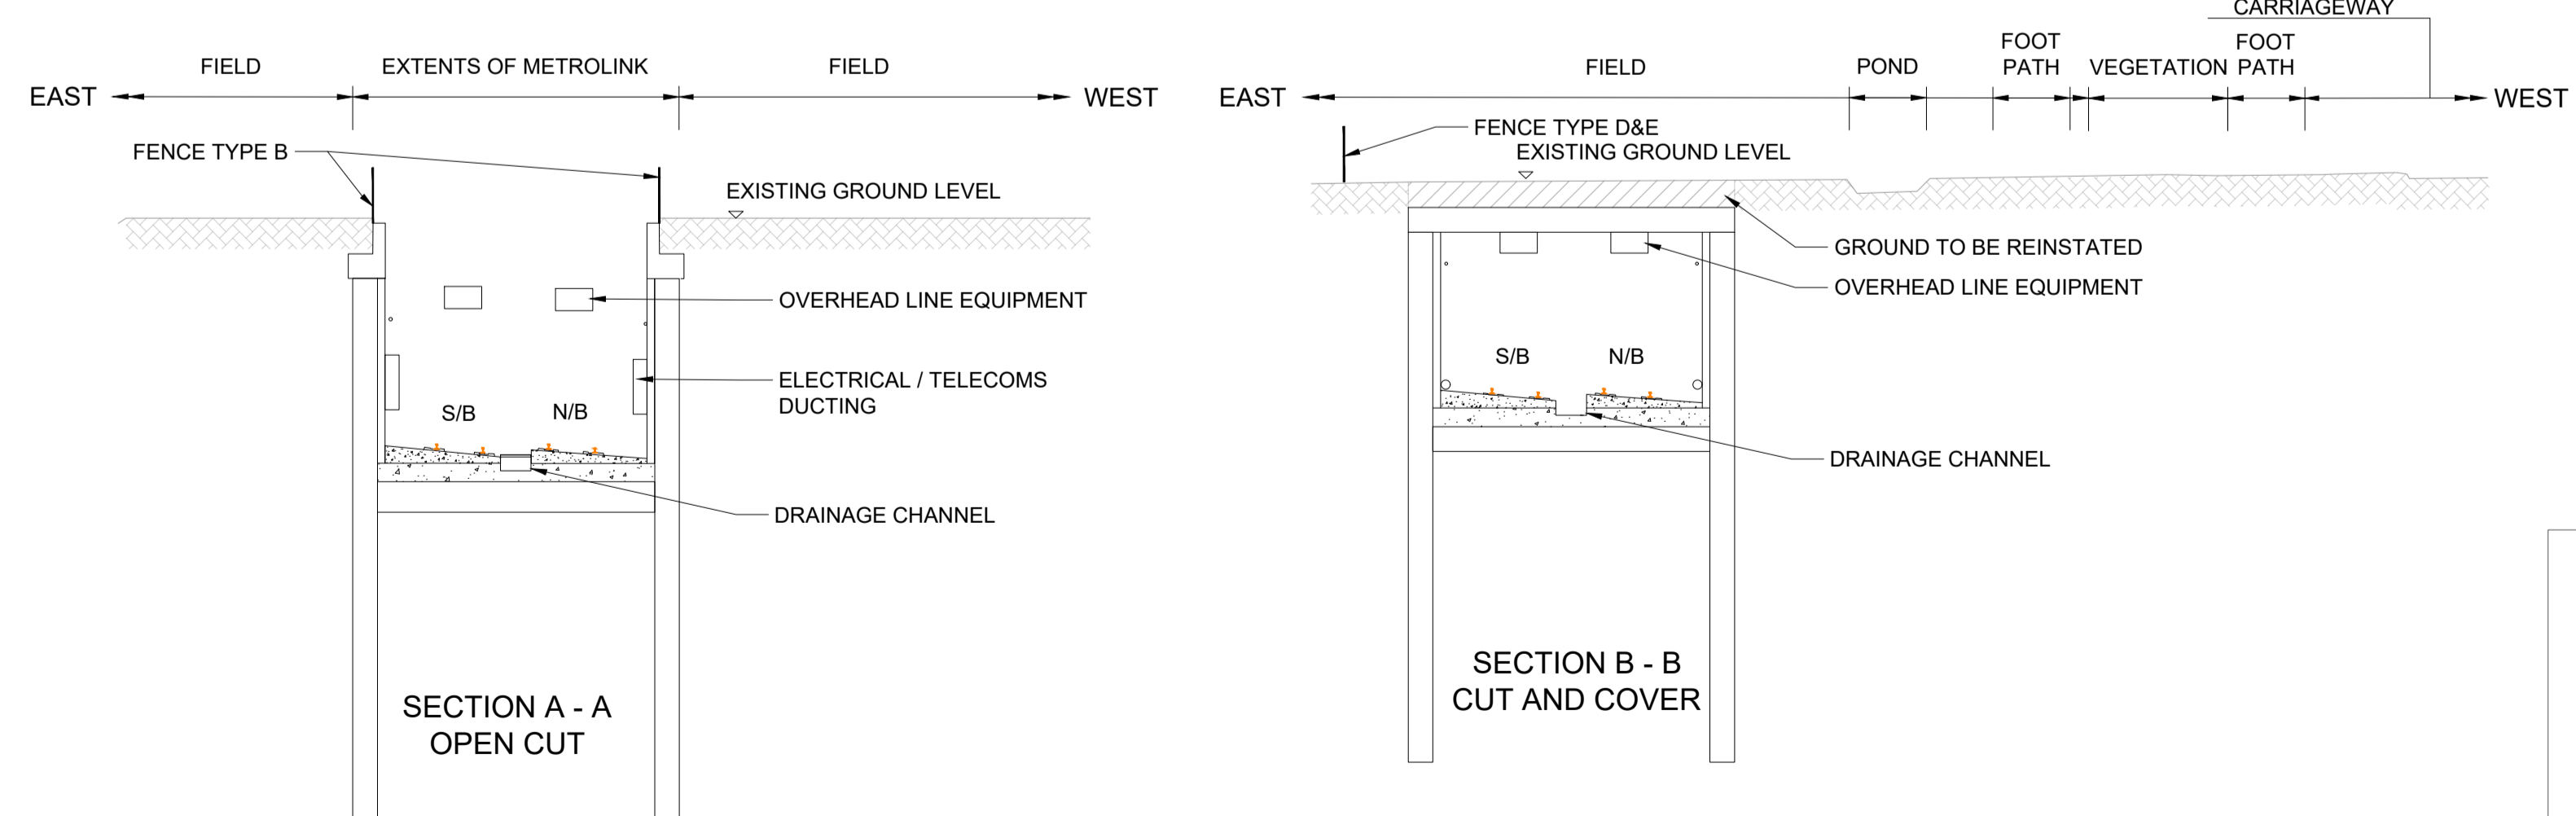 FIELD
EXTENTS OF METROLINK
FIELD
EAST
WEST
FENCE TYPE B
EXISTING GROUND LEVEL
OVERHEAD LINE EQUIPMENT
ELECTRICAL / TELECOMS
DUCTING
S/B
N/B
DRAINAGE CHANNEL
SECTION A - A
OPEN CUT
CARRIAGEWAY
FIELD
POND
FOOT
PATH
VEGETATION
FOOT
PATH
EAST
WEST
FENCE TYPE D&E
EXISTING GROUND LEVEL
GROUND TO BE REINSTATED
OVERHEAD LINE EQUIPMENT
S/B
N/B
DRAINAGE CHANNEL
SECTION B - B
CUT AND COVER